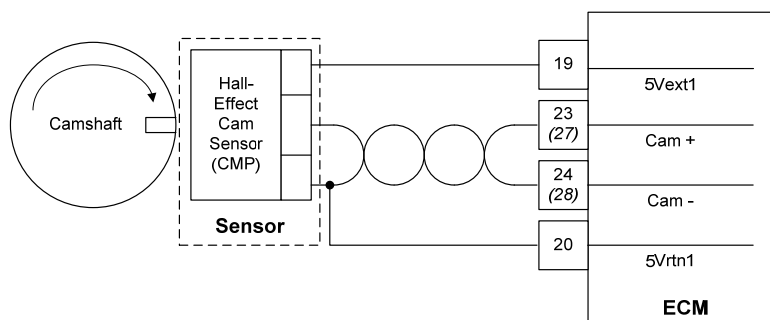 Camshaft
Hall-
Effect
Cam
Sensor
(CMP)
Sensor
19
5Vext1
23
(27)
Cam +
24
(28)
Cam -
20
5Vrtn1
ECM